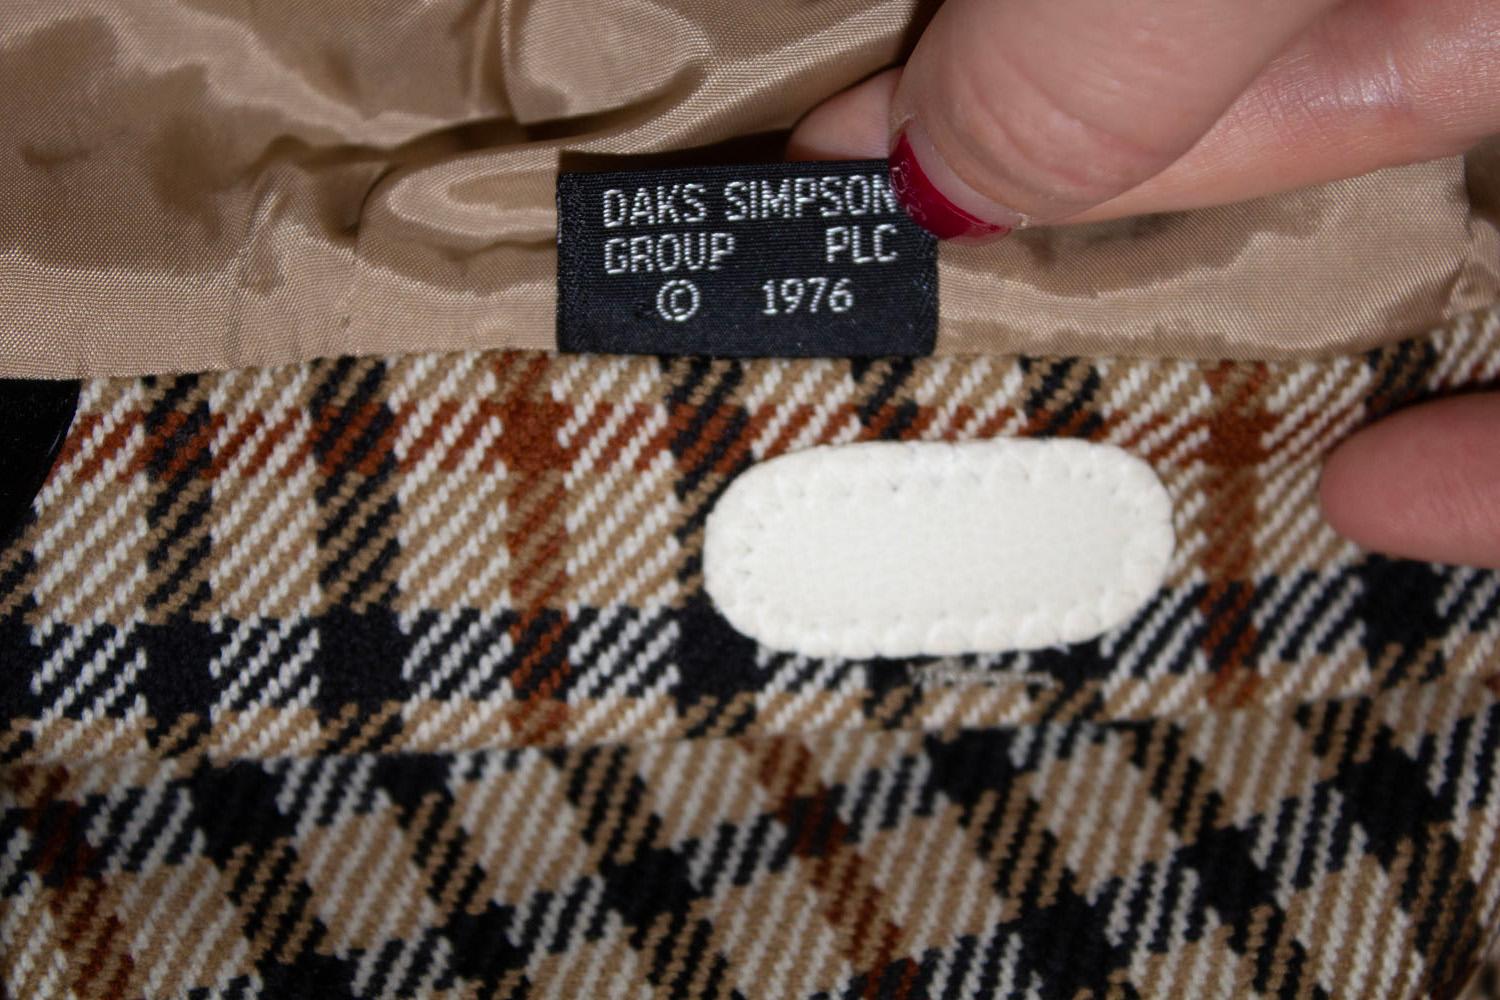 DAKS SIMPSON
GROUP PLC
© 1976